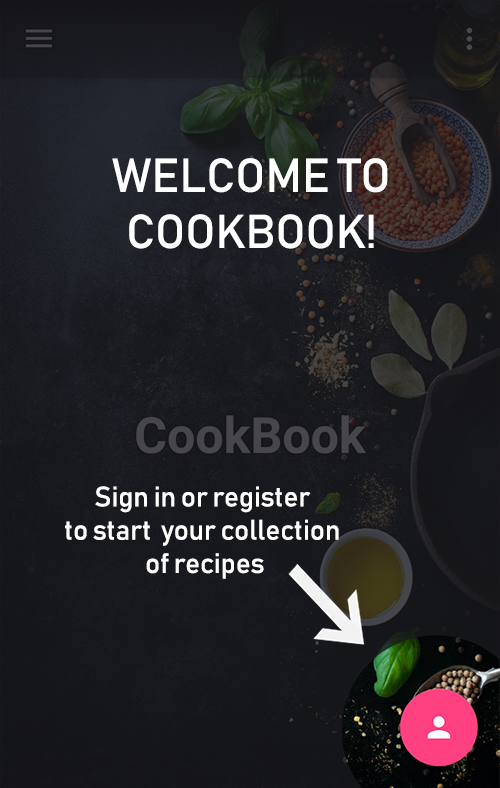 WELCOME TO
COOKBOOK!
CookBook
Sign in or register
to start your collection
of recipes